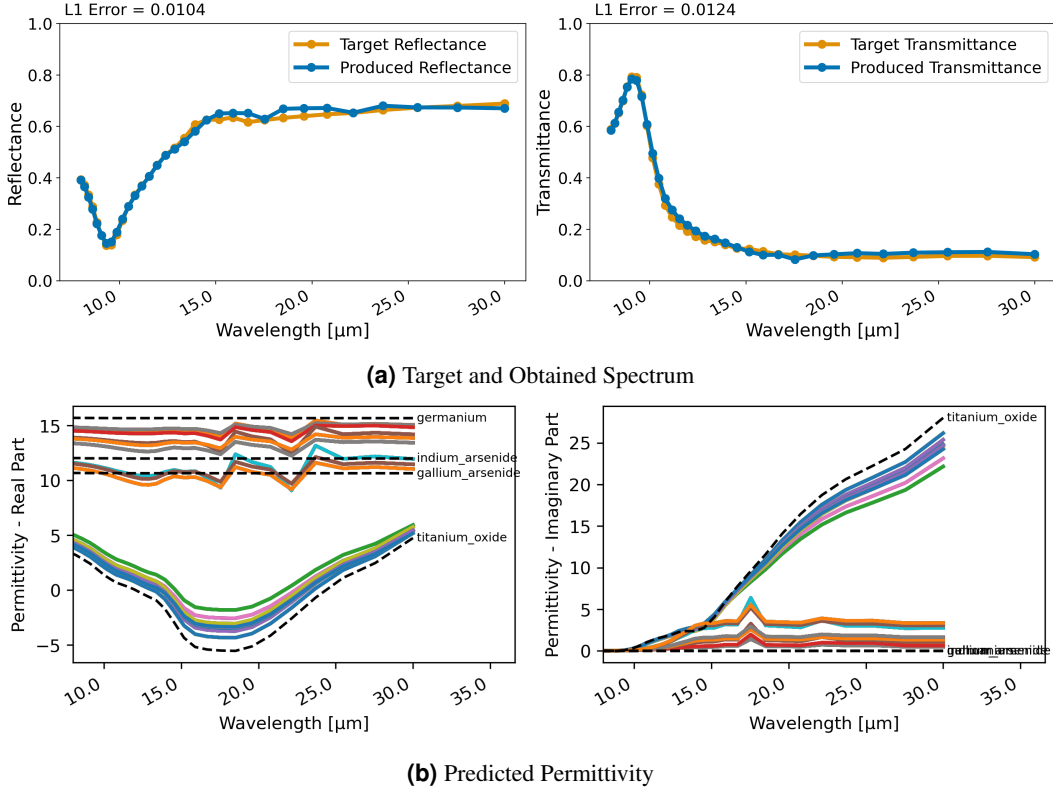 L1 Error = 0.0104
1.0
0.8
0.6
0.4
0.2
0.0
Reflectance
Target Reflectance
Produced Reflectance
10.0
15.0
20.0
25.0
30.0
Wavelength [μm]
L1 Error = 0.0124
1.0
0.8
0.6
0.4
0.2
0.0
Transmittance
Target Transmittance
Produced Transmittance
10.0
15.0
20.0
25.0
30.0
Wavelength [μm]
(a) Target and Obtained Spectrum
15
10
5
0
−5
Permittivity - Real Part
germanium
indium_arsenide
gallium_arsenide
titanium_oxide
10.0
15.0
20.0
25.0
30.0
35.0
Wavelength [μm]
25
20
15
10
5
0
Permittivity - Imaginary Part
titanium_oxide
10.0
15.0
20.0
25.0
30.0
35.0
Wavelength [μm]
(b) Predicted Permittivity